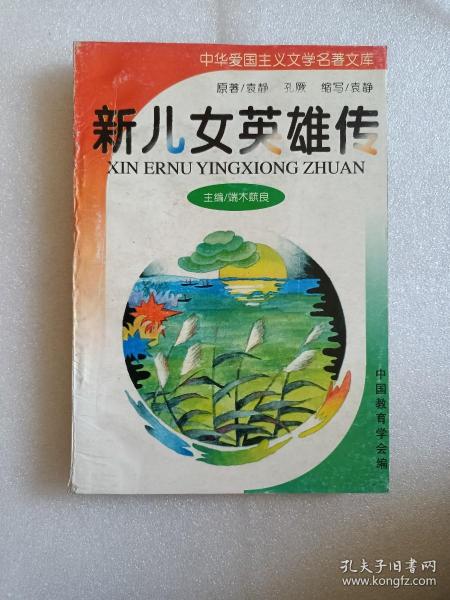 中华爱国主义文学名著文库
原著/袁静 孔厥 缩写/袁静
新儿女英雄传
XIN ERNU YINGXIONG ZHUAN
主编/端木蕻良
中国教育学会编
孔夫子旧书网
www.kongfz.com